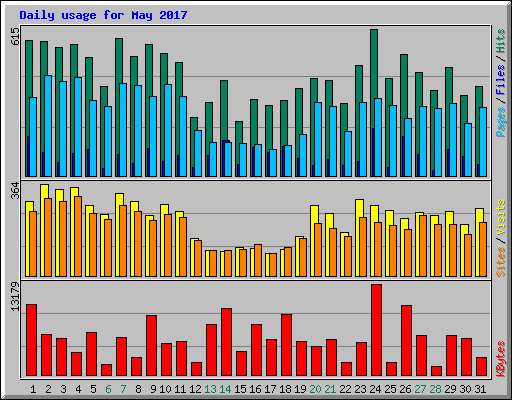 Daily usage for May 2017
615
Pages / Files / Hits
364
Sites / Visits
13179
KBytes
1 2 3 4 5 6 7 8 9 10 11 12 13 14 15 16 17 18 19 20 21 22 23 24 25 26 27 28 29 30 31